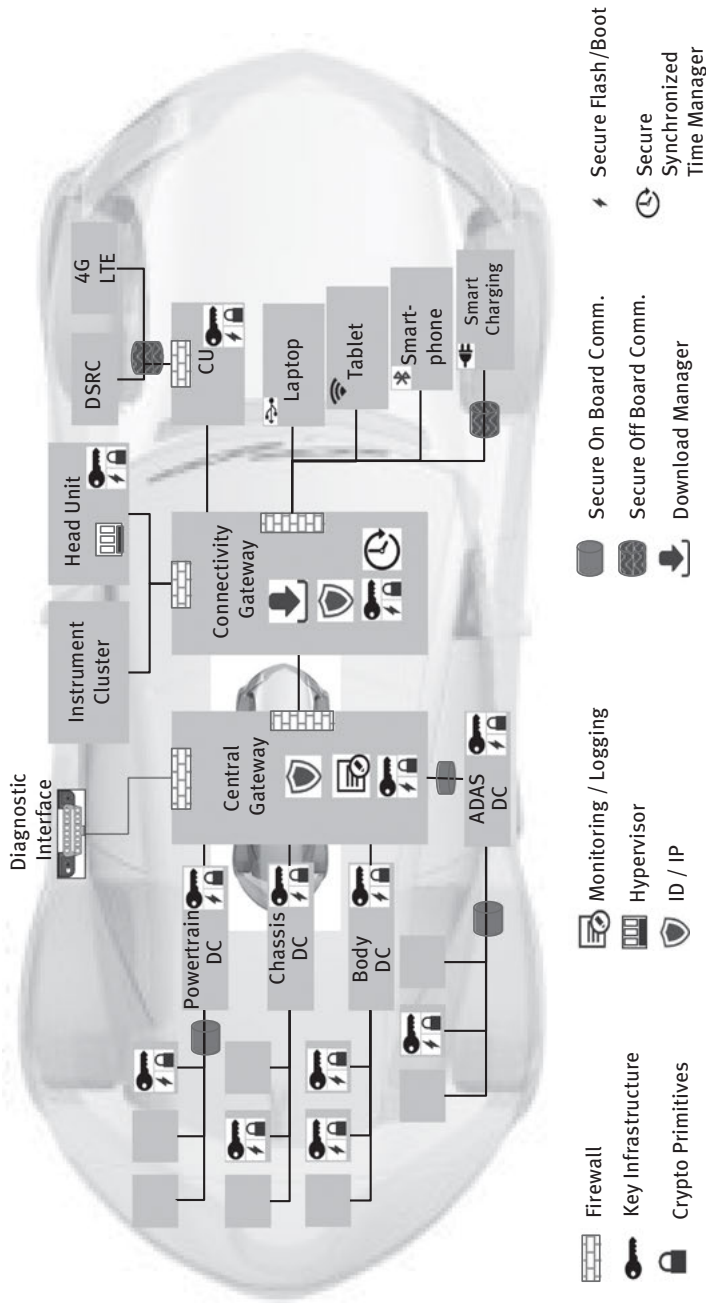 Diagnostic
Interface
Instrument
Cluster
Head Unit
DSRC
4G
LTE
Powertrain
DC
Chassis
DC
Body
DC
Central
Gateway
Connectivity
Gateway
CU
Laptop
Tablet
Smart-
phone
Smart
Charging
ADAS
DC
Firewall
Key Infrastructure
Crypto Primitives
Monitoring / Logging
Hypervisor
ID / IP
Secure On Board Comm.
Secure Off Board Comm.
Download Manager
Secure Flash/Boot
Secure
Synchronized
Time Manager